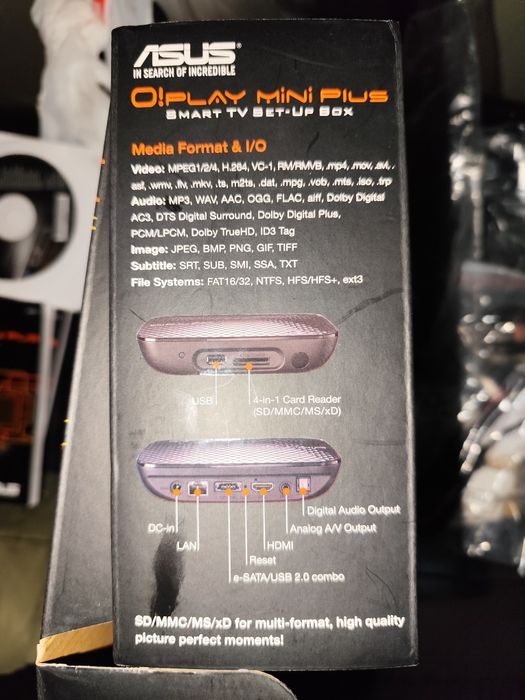 ASUS®
IN SEARCH OF INCREDIBLE
O!PLAY MINI PLUS
SMART TV SET-UP BOX
Media Format & I/O
Video: MPEG1/2/4, H.264, VC-1, RM/RMVB, .mp4, .mov, .avi,
.asf, .wmv, .flv, .mkv, .ts, m2ts, .dat, .mpg, .vob, .mts, .iso, .trp
Audio: MP3, WAV, AAC, OGG, FLAC, aiff, Dolby Digital
AC3, DTS Digital Surround, Dolby Digital Plus,
PCM/LPCM, Dolby TrueHD, ID3 Tag
Image: JPEG, BMP, PNG, GIF, TIFF
Subtitle: SRT, SUB, SMI, SSA, TXT
File Systems: FAT16/32, NTFS, HFS/HFS+, ext3
USB
4-in-1 Card Reader
(SD/MMC/MS/xD)
Digital Audio Output
DC-in
Analog A/V Output
LAN
HDMI
Reset
e-SATA/USB 2.0 combo
SD/MMC/MS/xD for multi-format, high quality
picture perfect moments!